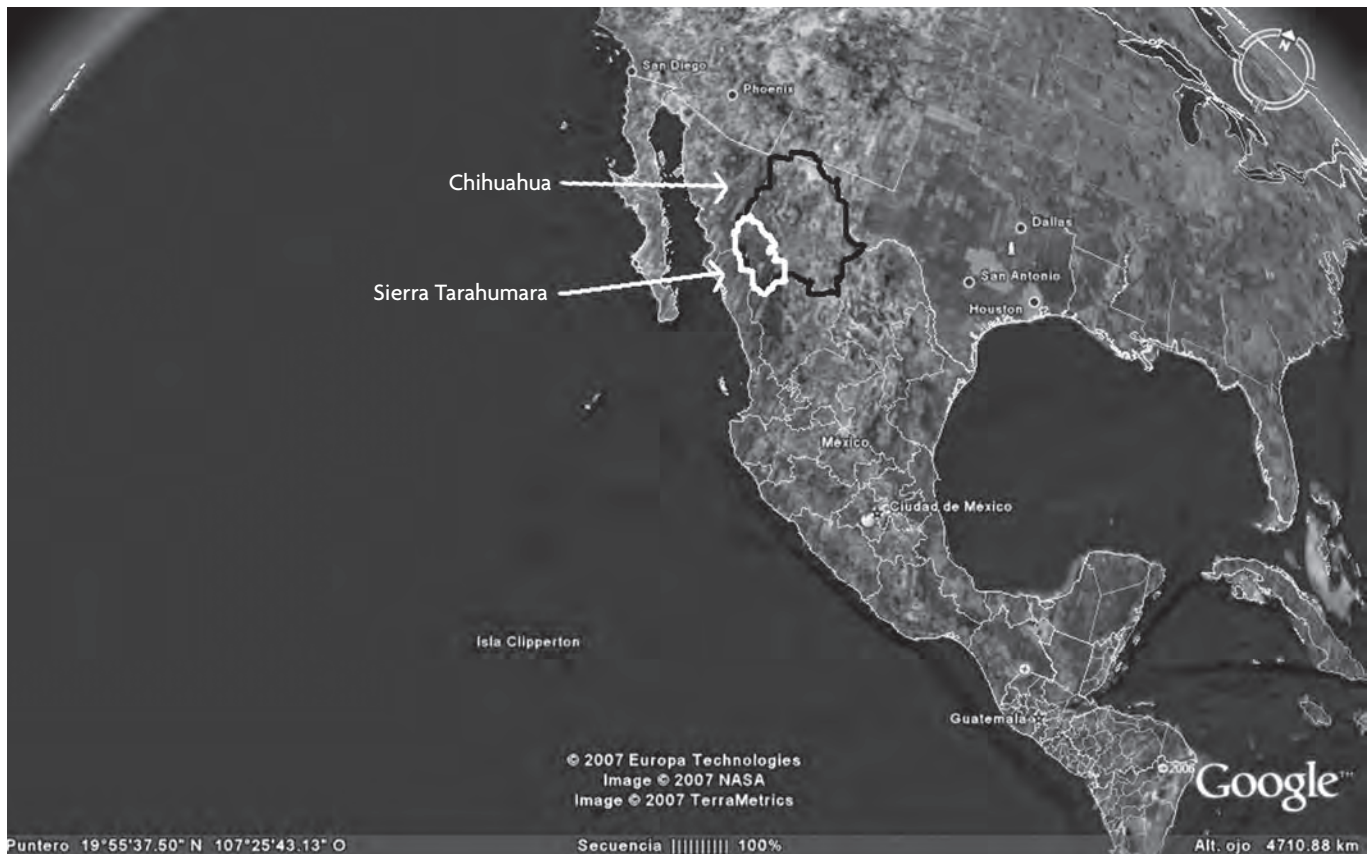 San Diego
Phoenix
Chihuahua
Dallas
Sierra Tarahumara
San Antonio
Houston
México
Ciudad de México
Isla Clipperton
Guatemala
© 2007 Europa Technologies
Image © 2007 NASA
Image © 2007 TerraMetrics
©2006
Google™
Puntero 19°55'37.50" N 107°25'43.13" O Secuencia |||||||||| 100% Alt. ojo 4710.88 km
N